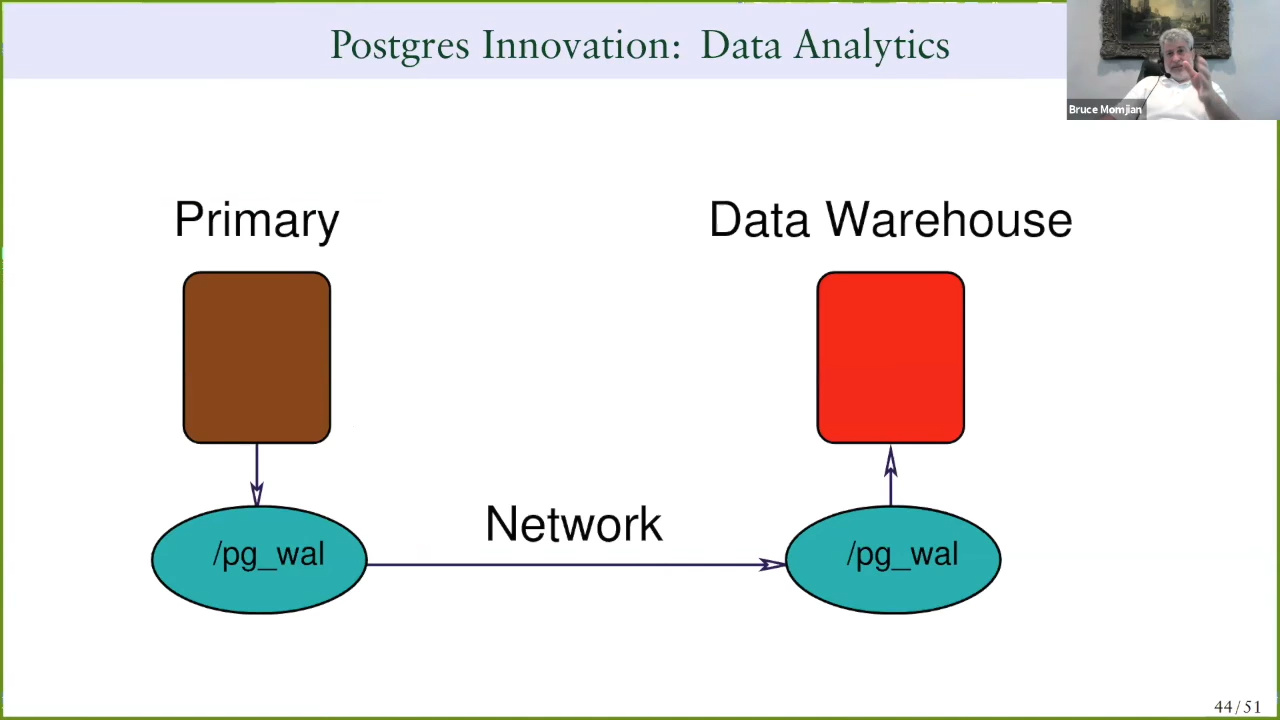 Postgres Innovation: Data Analytics
Bruce Momjian
Primary
Data Warehouse
Network
/pg_wal
/pg_wal
44/51